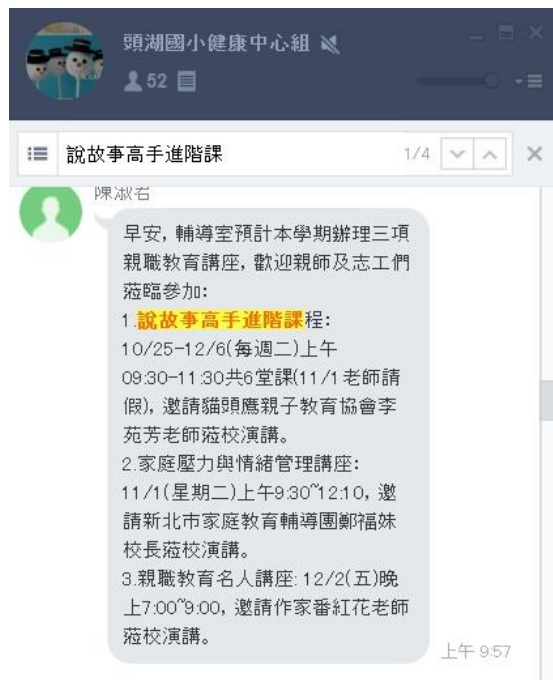 頭湖國小健康中心組
52
說故事高手進階課
1/4
陳淑君
早安, 輔導室預計本學期辦理三項
親職教育講座, 歡迎親師及志工們
蒞臨參加:
1.說故事高手進階課程:
10/25-12/6(每週二)上午
09:30-11:30共6堂課(11/1老師請
假), 邀請貓頭鷹親子教育協會李
苑芳老師蒞校演講。
2.家庭壓力與情緒管理講座:
11/1(星期二)上午9:30~12:10, 邀
請新北市家庭教育輔導團鄭福妹
校長蒞校演講。
3.親職教育名人講座: 12/2(五)晚
上7:00~9:00, 邀請作家番紅花老師
蒞校演講。
上午 9:57